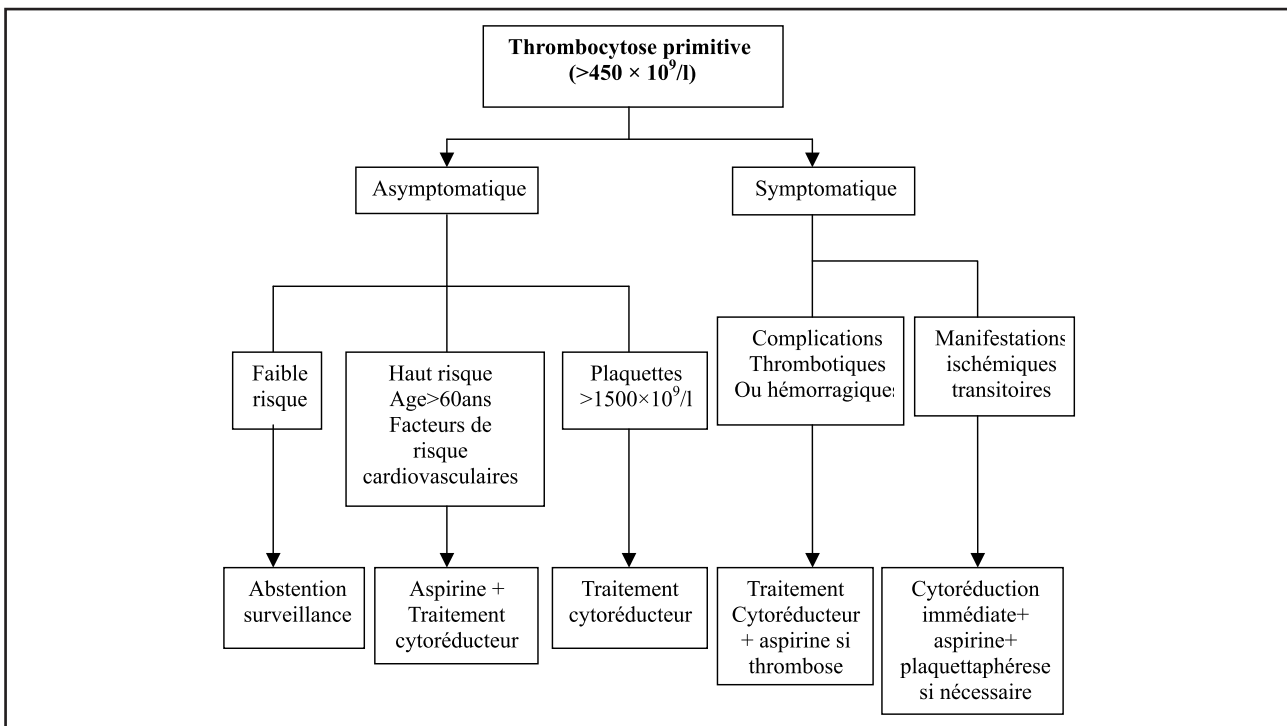 Thrombocytose primitive
(>450 × 10⁹/l)
Asymptomatique
Symptomatique
Faible
risque
Haut risque
Age>60ans
Facteurs de
risque
cardiovasculaires
Plaquettes
>1500×10⁹/l
Complications
Thrombotiques
Ou hémorragiques
Manifestations
ischémiques
transitoires
Abstention
surveillance
Aspirine +
Traitement
cytoréducteur
Traitement
cytoréducteur
Traitement
Cytoréducteur
+ aspirine si
thrombose
Cytoréduction
immédiate+
aspirine+
plaquettaphérese
si nécessaire